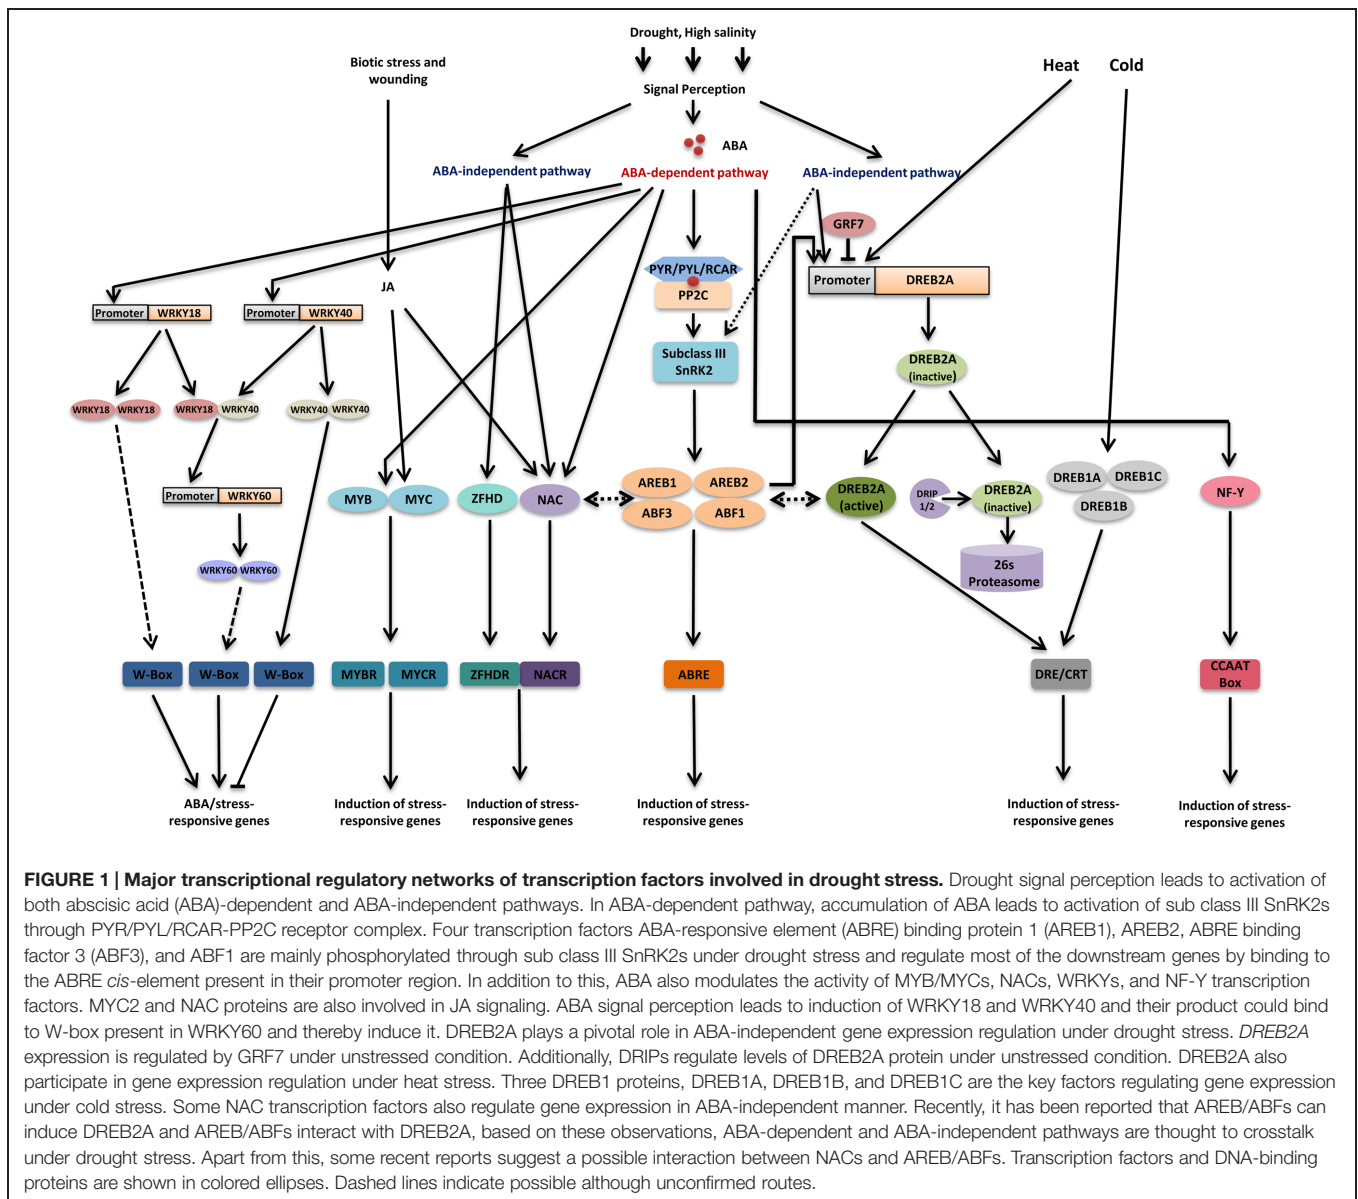 Drought, High salinity
Biotic stress and
wounding
Heat
Cold
Signal Perception
ABA
ABA-independent pathway
ABA-dependent pathway
ABA-independent pathway
GRF7
JA
PYR/PYL/RCAR
PP2C
Promoter
DREB2A
Promoter
WRKY18
Promoter
WRKY40
Subclass III
SnRK2
DREB2A
(inactive)
WRKY18
WRKY18
WRKY18
WRKY40
WRKY40
WRKY40
Promoter
WRKY60
MYB
MYC
ZFHD
NAC
AREB1
AREB2
ABF3
ABF1
DREB2A
(active)
DRIP
1/2
DREB2A
(inactive)
DREB1A
DREB1C
DREB1B
NF-Y
WRKY60
WRKY60
26s
Proteasome
W-Box
W-Box
W-Box
MYBR
MYCR
ZFHDR
NACR
ABRE
DRE/CRT
CCAAT
Box
ABA/stress-
responsive genes
Induction of stress-
responsive genes
Induction of stress-
responsive genes
Induction of stress-
responsive genes
Induction of stress-
responsive genes
Induction of stress-
responsive genes
FIGURE 1 | Major transcriptional regulatory networks of transcription factors involved in drought stress. Drought signal perception leads to activation of
both abscisic acid (ABA)-dependent and ABA-independent pathways. In ABA-dependent pathway, accumulation of ABA leads to activation of sub class III SnRK2s
through PYR/PYL/RCAR-PP2C receptor complex. Four transcription factors ABA-responsive element (ABRE) binding protein 1 (AREB1), AREB2, ABRE binding
factor 3 (ABF3), and ABF1 are mainly phosphorylated through sub class III SnRK2s under drought stress and regulate most of the downstream genes by binding to
the ABRE cis-element present in their promoter region. In addition to this, ABA also modulates the activity of MYB/MYCs, NACs, WRKYs, and NF-Y transcription
factors. MYC2 and NAC proteins are also involved in JA signaling. ABA signal perception leads to induction of WRKY18 and WRKY40 and their product could bind
to W-box present in WRKY60 and thereby induce it. DREB2A plays a pivotal role in ABA-independent gene expression regulation under drought stress. DREB2A
expression is regulated by GRF7 under unstressed condition. Additionally, DRIPs regulate levels of DREB2A protein under unstressed condition. DREB2A also
participate in gene expression regulation under heat stress. Three DREB1 proteins, DREB1A, DREB1B, and DREB1C are the key factors regulating gene expression
under cold stress. Some NAC transcription factors also regulate gene expression in ABA-independent manner. Recently, it has been reported that AREB/ABFs can
induce DREB2A and AREB/ABFs interact with DREB2A, based on these observations, ABA-dependent and ABA-independent pathways are thought to crosstalk
under drought stress. Apart from this, some recent reports suggest a possible interaction between NACs and AREB/ABFs. Transcription factors and DNA-binding
proteins are shown in colored ellipses. Dashed lines indicate possible although unconfirmed routes.